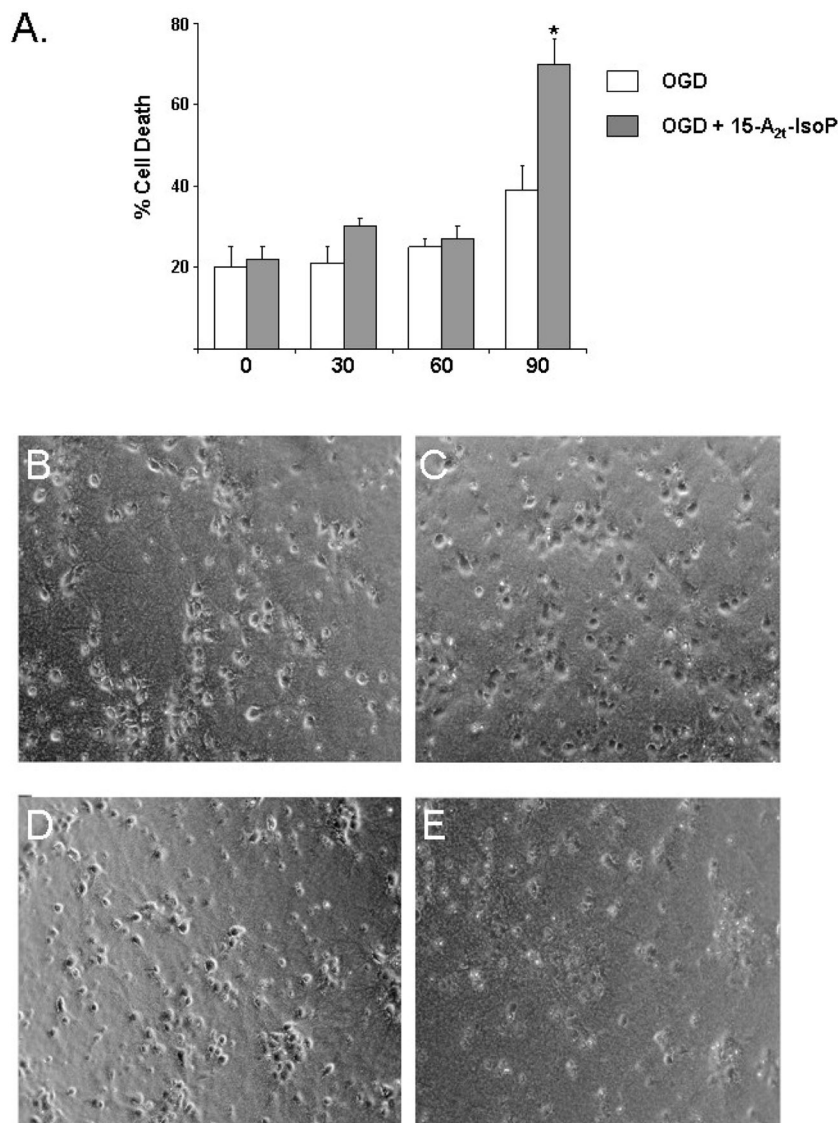 A.
80
60
40
20
% Cell Death
*
0 30 60 90
OGD
OGD + 15-A2t-IsoP
B
C
D
E